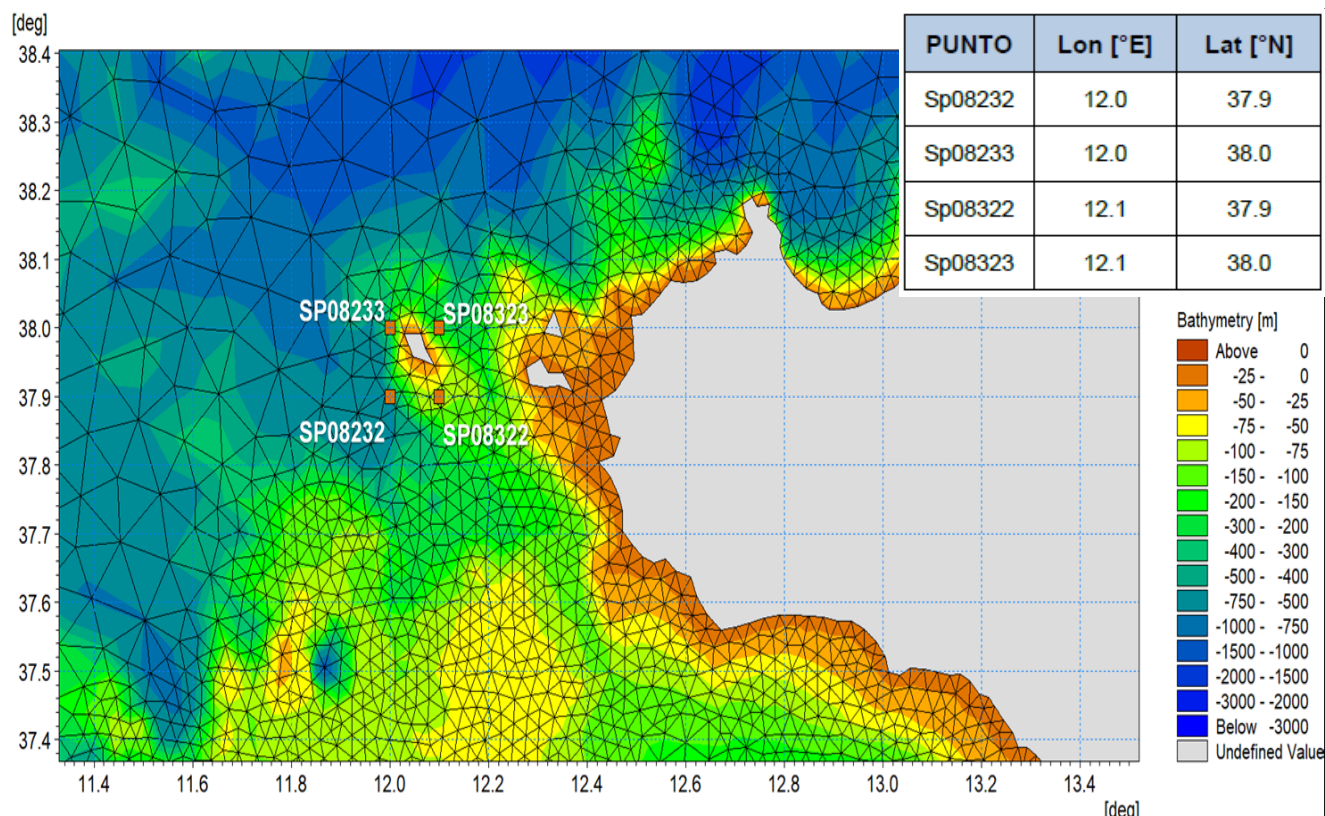 [deg]
PUNTO Lon [°E] Lat [°N]
Sp08232 12.0 37.9
Sp08233 12.0 38.0
Sp08322 12.1 37.9
Sp08323 12.1 38.0
38.4
38.3
38.2
38.1
38.0
37.9
37.8
37.7
37.6
37.5
37.4
SP08233 SP08323
SP08232 SP08322
Bathymetry [m]
Above 0
-25 - 0
-50 - -25
-75 - -50
-100 - -75
-150 - -100
-200 - -150
-300 - -200
-400 - -300
-500 - -400
-750 - -500
-1000 - -750
-1500 - -1000
-2000 - -1500
-3000 - -2000
Below -3000
Undefined Value
11.4 11.6 11.8 12.0 12.2 12.4 12.6 12.8 13.0 13.2 13.4
[deg]